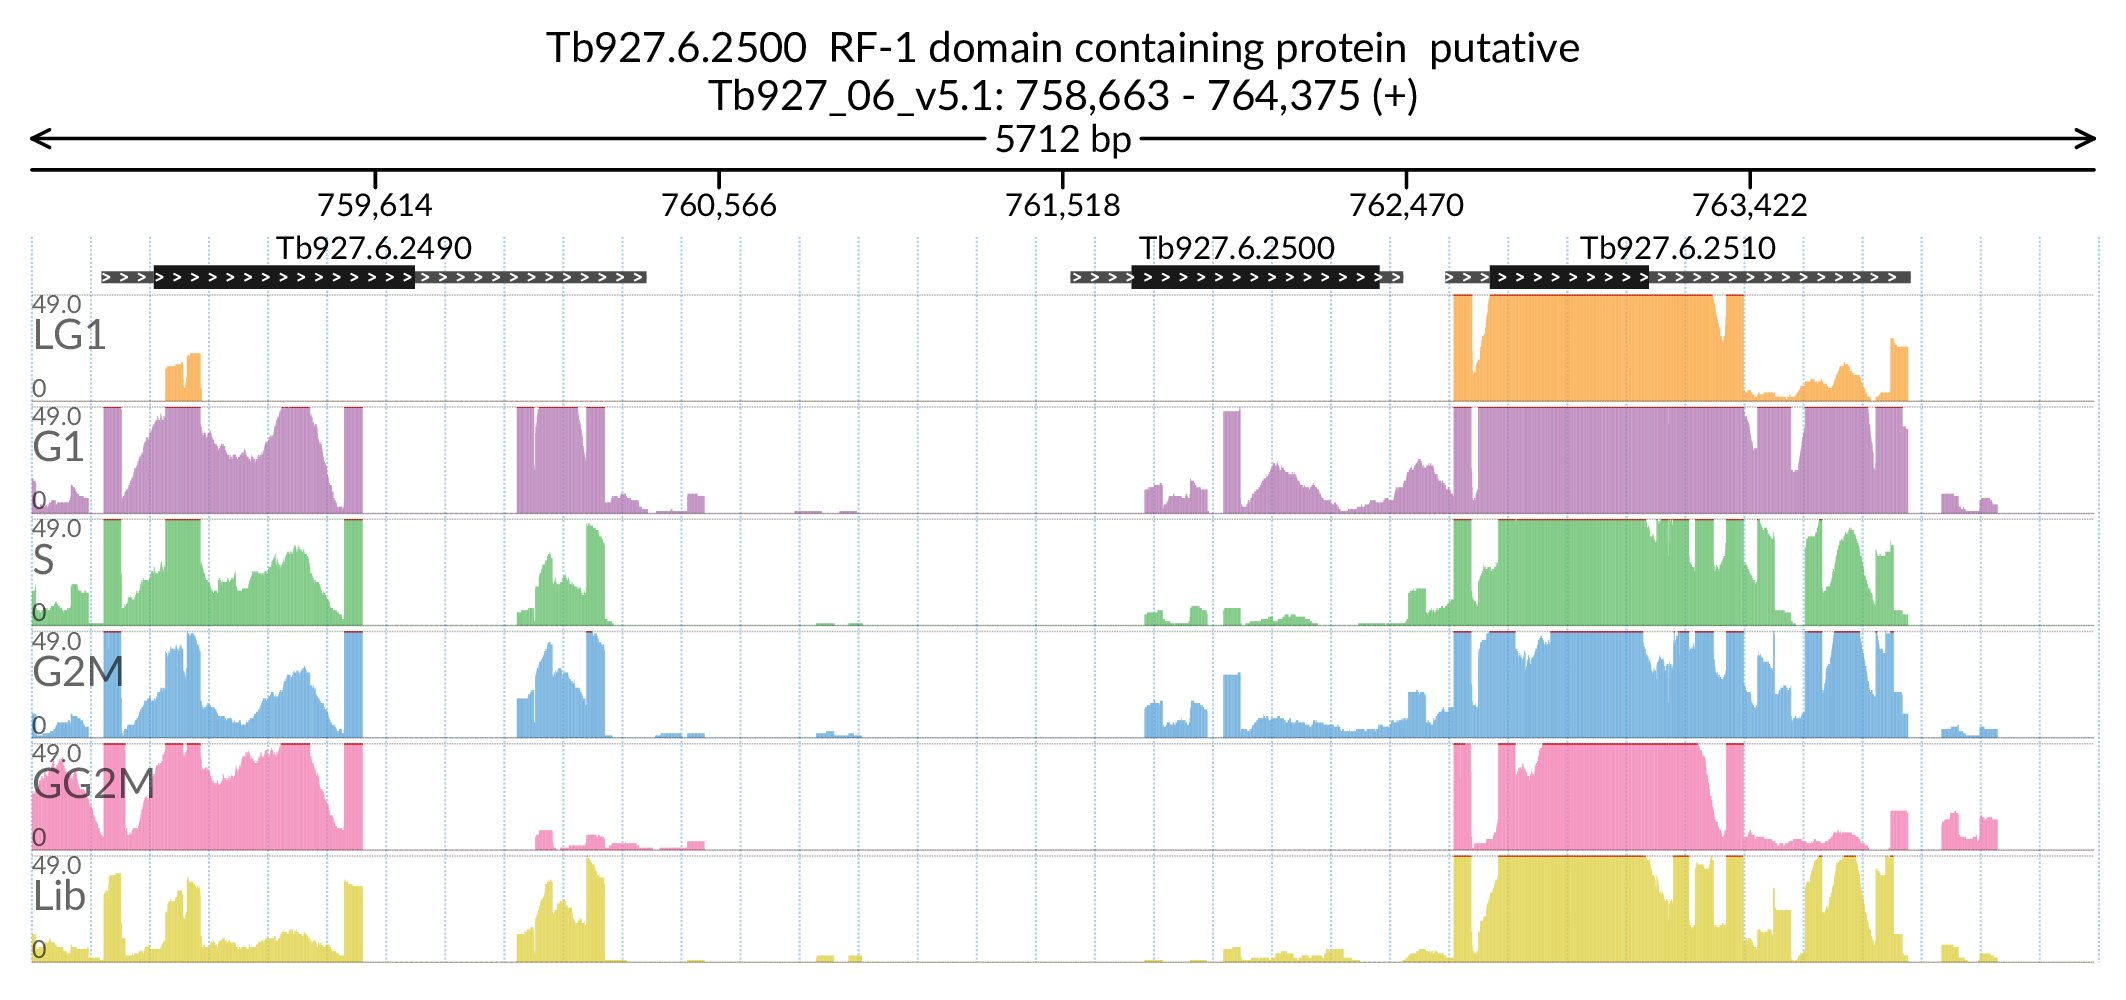 Tb927.6.2500  RF-1 domain containing protein  putative
Tb927_06_v5.1: 758,663 - 764,375 (+)
5712 bp
759,614 760,566 761,518 762,470 763,422
Tb927.6.2490 Tb927.6.2500 Tb927.6.2510
49.0
LG1
0
49.0
G1
0
49.0
S
0
49.0
G2M
0
49.0
GG2M
0
49.0
Lib
0